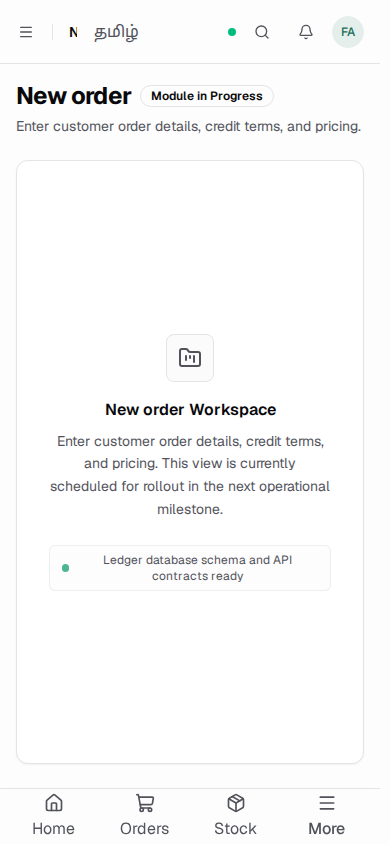 தமிழ்
FA
New order
Module in Progress
Enter customer order details, credit terms, and pricing.
New order Workspace
Enter customer order details, credit terms,
and pricing. This view is currently
scheduled for rollout in the next operational
milestone.
Ledger database schema and API
contracts ready
Home
Orders
Stock
More